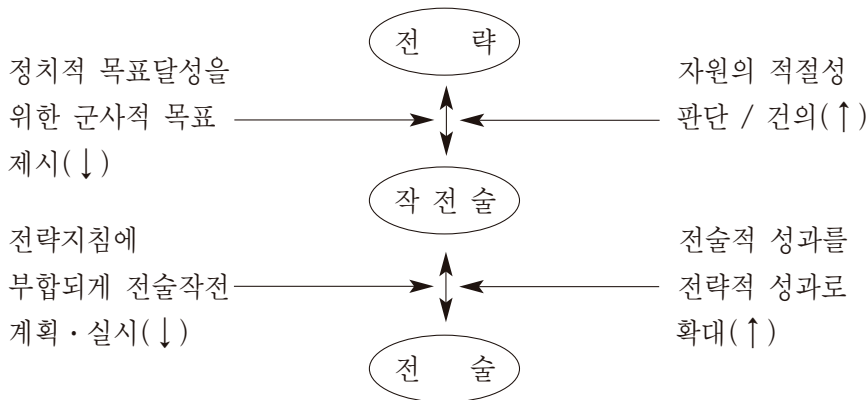 전 략
정치적 목표달성을
위한 군사적 목표
제시(↓)
자원의 적절성
판단 / 건의(↑)
작 전 술
전략지침에
부합되게 전술작전
계획·실시(↓)
전술적 성과를
전략적 성과로
확대(↑)
전 술